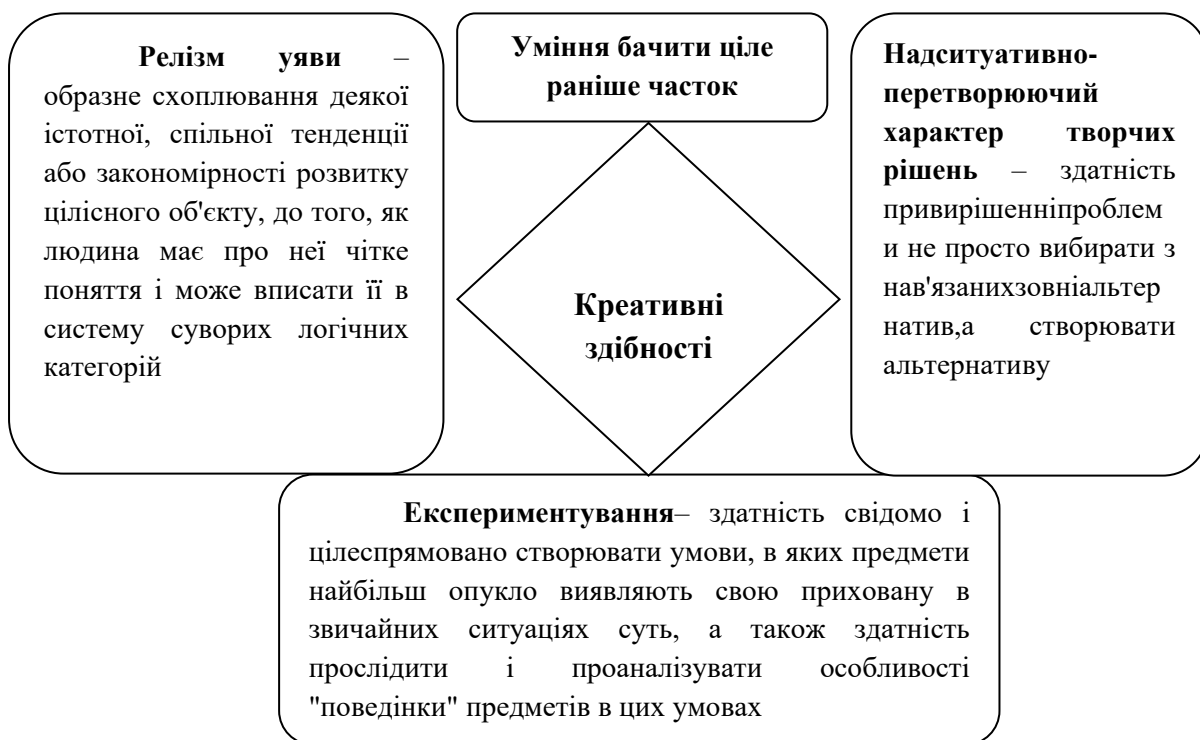 Релізм уяви –
образне схоплювання деякої
істотної, спільної тенденції
або закономірності розвитку
цілісного об'єкту, до того, як
людина має про неї чітке
поняття і може вписати її в
систему суворих логічних
категорій
Уміння бачити ціле
раніше часток
Надситуативно-
перетворюючий
характер творчих
рішень – здатність
привирішенніпроблем
и не просто вибирати з
нав'язанихзовніальтер
натив,а створювати
альтернативу
Креативні
здібності
Експериментування– здатність свідомо і
цілеспрямовано створювати умови, в яких предмети
найбільш опукло виявляють свою приховану в
звичайних ситуаціях суть, а також здатність
прослідити і проаналізувати особливості
"поведінки" предметів в цих умовах